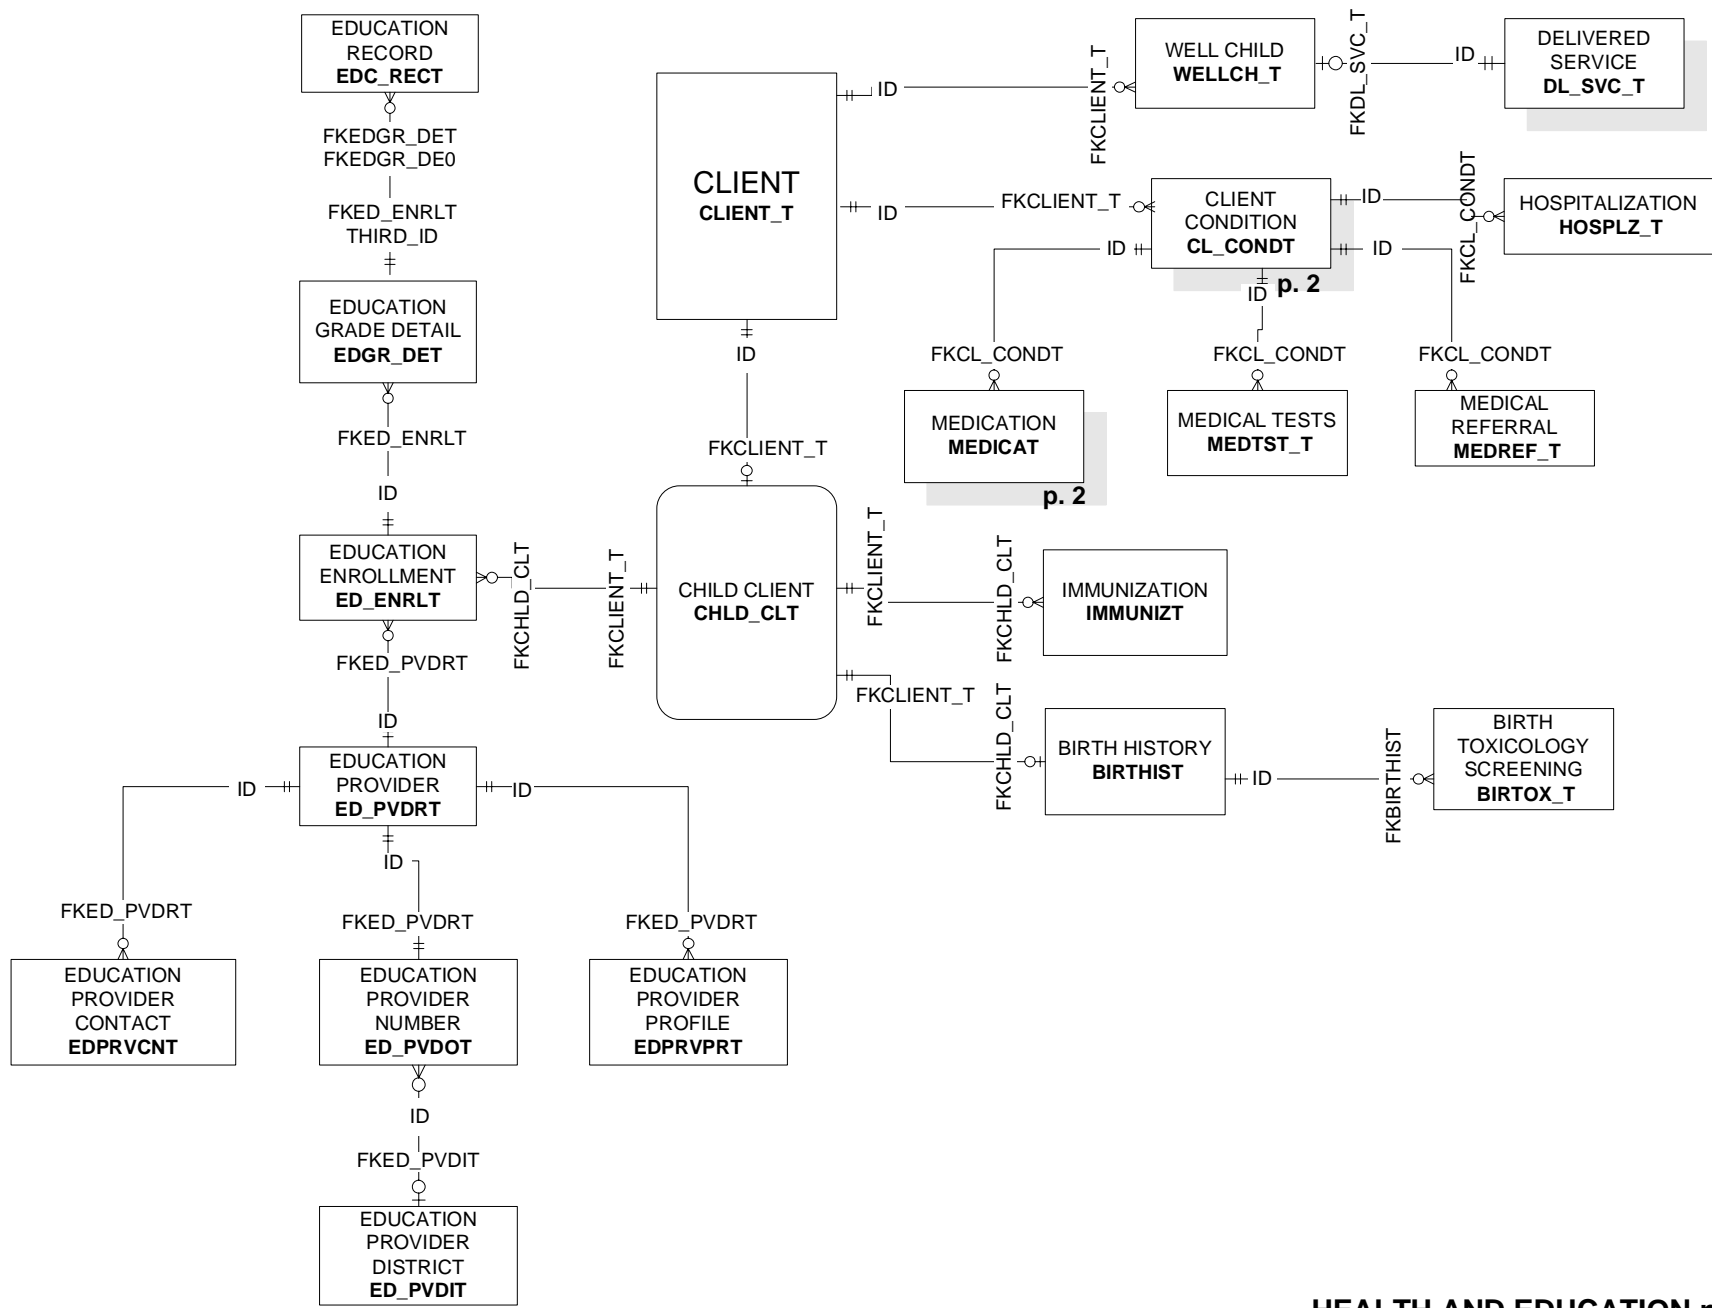 EDUCATION
RECORD
EDC_RECT
FKEDGR_DET
FKEDGR_DE0
FKED_ENRLT
THIRD_ID
EDUCATION
GRADE DETAIL
EDGR_DET
FKED_ENRLT
ID
EDUCATION
ENROLLMENT
ED_ENRLT
FKED_PVDRT
ID
EDUCATION
PROVIDER
ED_PVDRT
ID
ID
ID
FKED_PVDRT
FKED_PVDRT
FKED_PVDRT
EDUCATION
PROVIDER
CONTACT
EDPRVCNT
EDUCATION
PROVIDER
NUMBER
ED_PVDOT
EDUCATION
PROVIDER
PROFILE
EDPRVPRT
ID
FKED_PVDIT
EDUCATION
PROVIDER
DISTRICT
ED_PVDIT
FKCHLD_CLT
FKCLIENT_T
CLIENT
CLIENT_T
ID
FKCLIENT_T
CHILD CLIENT
CHLD_CLT
ID
FKCLIENT_T
WELL CHILD
WELLCH_T
FKDL_SVC_T
ID
DELIVERED
SERVICE
DL_SVC_T
ID
FKCLIENT_T
CLIENT
CONDITION
CL_CONDT
p. 2
ID
FKCL_CONDT
HOSPITALIZATION
HOSPLZ_T
ID
ID
ID
FKCL_CONDT
FKCL_CONDT
FKCL_CONDT
MEDICATION
MEDICAT
p. 2
MEDICAL TESTS
MEDTST_T
MEDICAL
REFERRAL
MEDREF_T
FKCLIENT_T
FKCHLD_CLT
IMMUNIZATION
IMMUNIZT
FKCLIENT_T
FKCHLD_CLT
BIRTH HISTORY
BIRTHIST
ID
FKBIRTHIST
BIRTH
TOXICOLOGY
SCREENING
BIRTOX_T
HEALTH AND EDUCATION